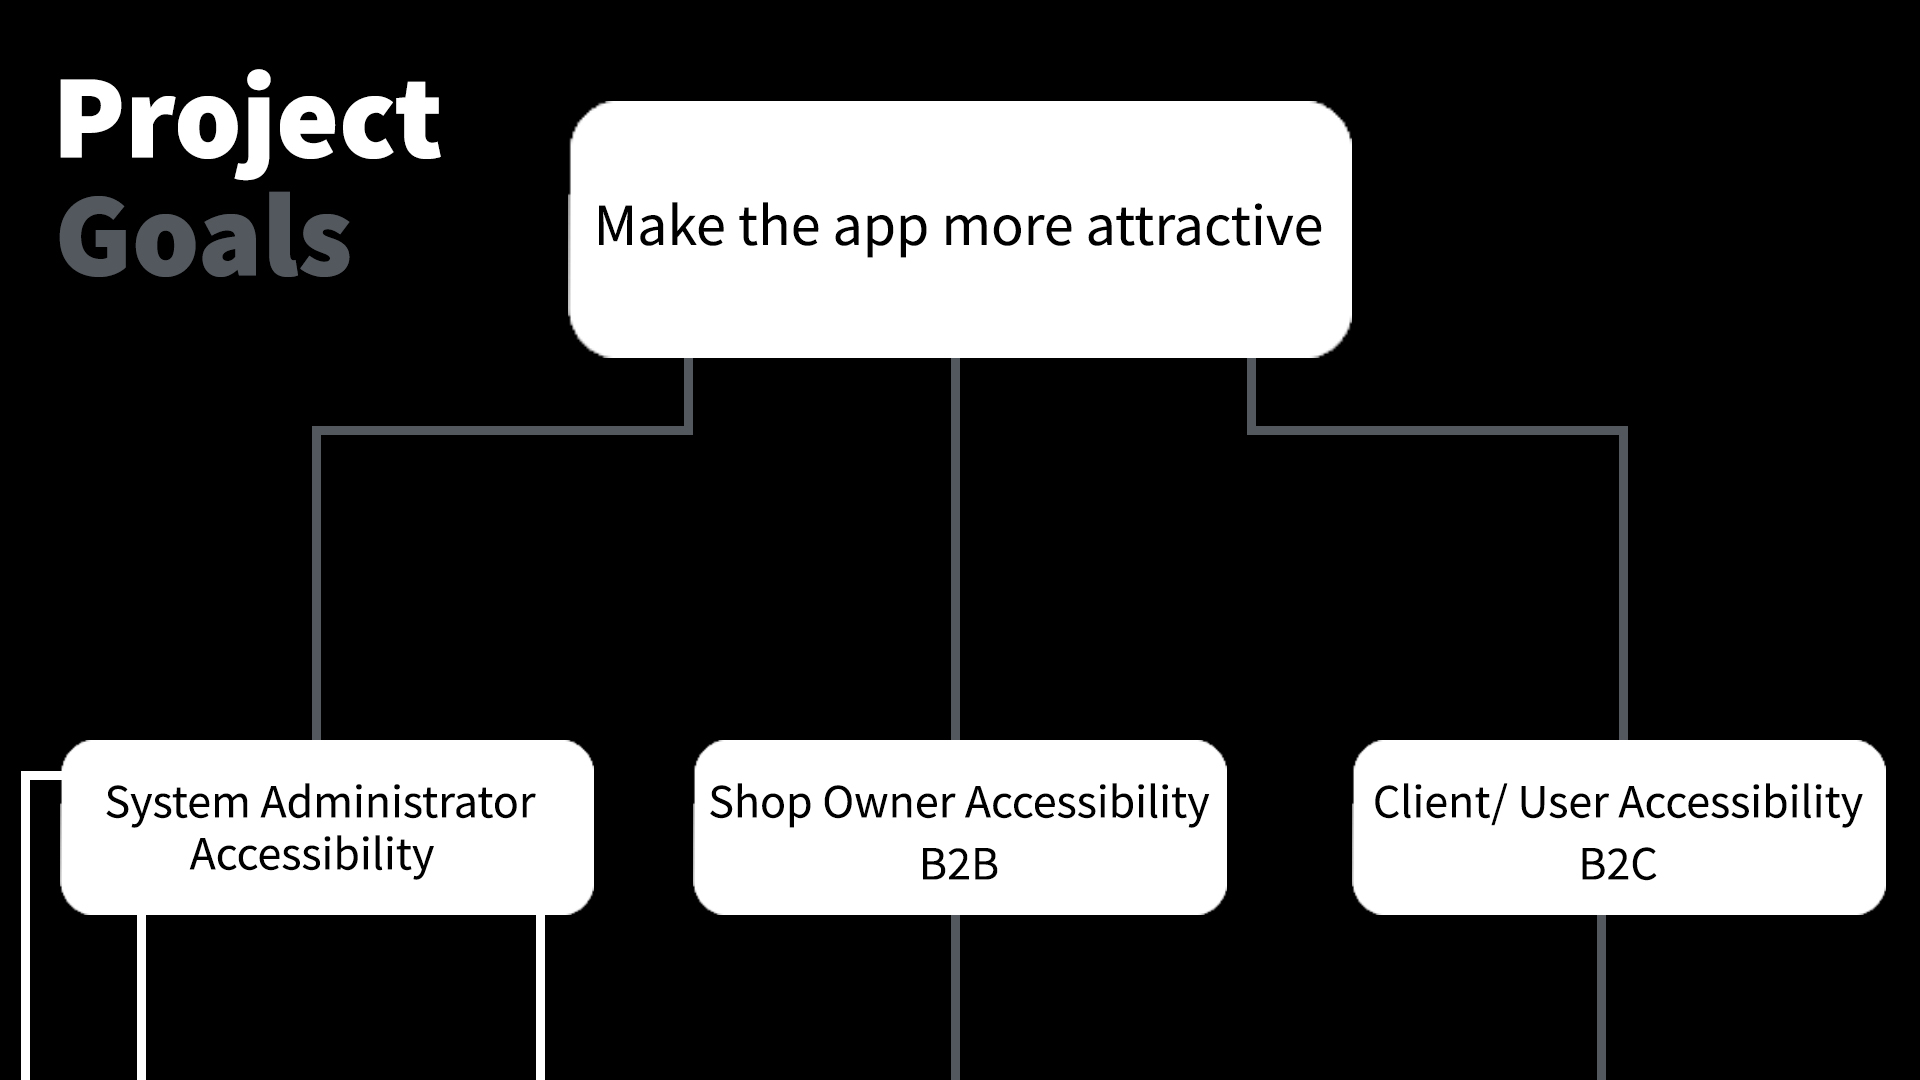 Project
Goals
Make the app more attractive
System Administrator
Accessibility
Shop Owner Accessibility
B2B
Client/ User Accessibility
B2C